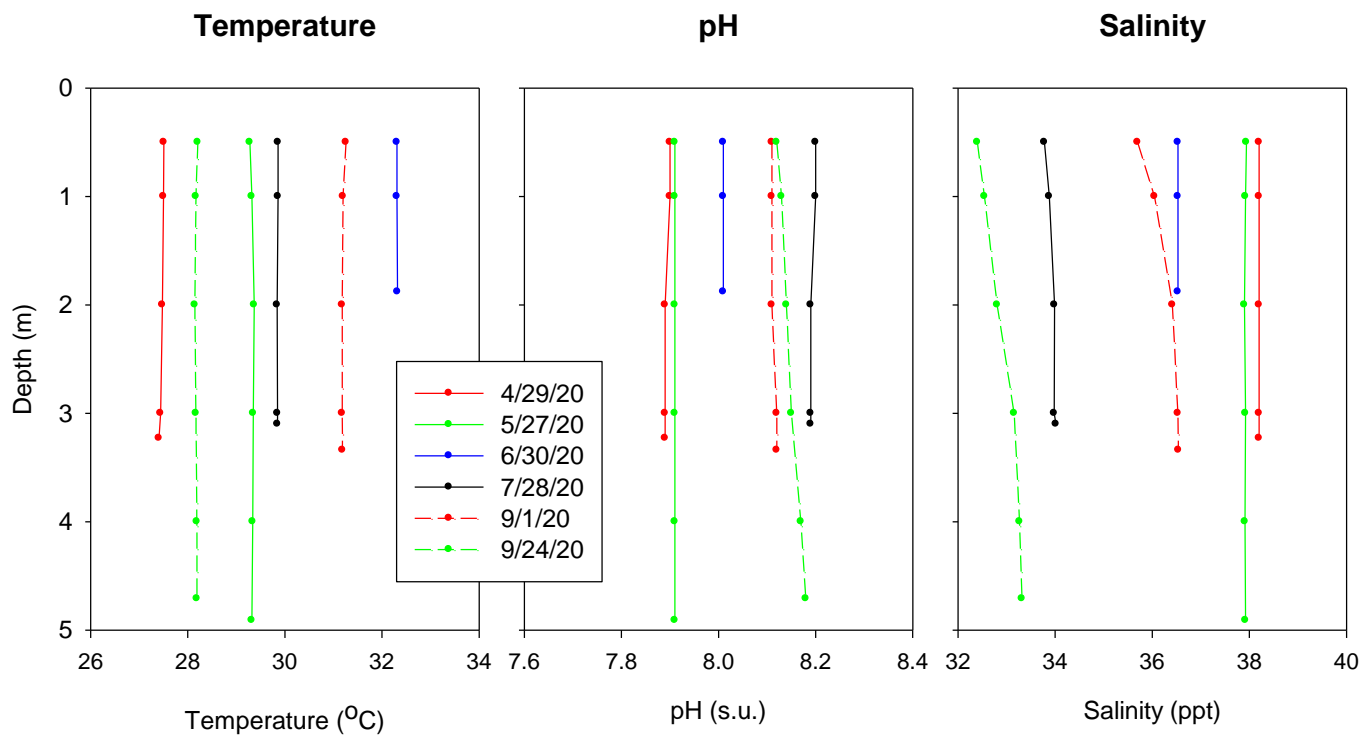 Temperature
pH
Salinity
0
1
2
3
4
5
Depth (m)
26 28 30 32 34
7.6 7.8 8.0 8.2 8.4
32 34 36 38 40
4/29/20
5/27/20
6/30/20
7/28/20
9/1/20
9/24/20
Temperature (ºC)
pH (s.u.)
Salinity (ppt)